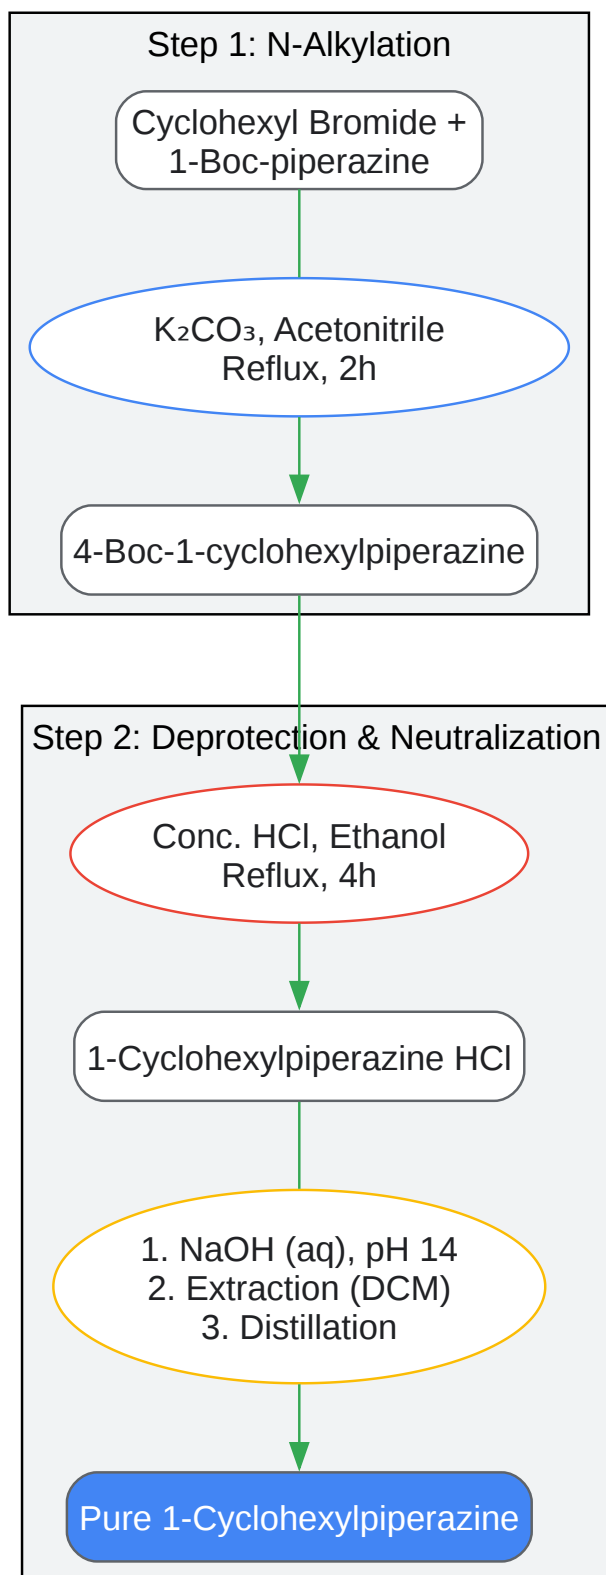 Step 1: N-Alkylation
Cyclohexyl Bromide +
1-Boc-piperazine
K₂CO₃, Acetonitrile
Reflux, 2h
4-Boc-1-cyclohexylpiperazine
Step 2: Deprotection & Neutralization
Conc. HCl, Ethanol
Reflux, 4h
1-Cyclohexylpiperazine HCl
1. NaOH (aq), pH 14
2. Extraction (DCM)
3. Distillation
Pure 1-Cyclohexylpiperazine